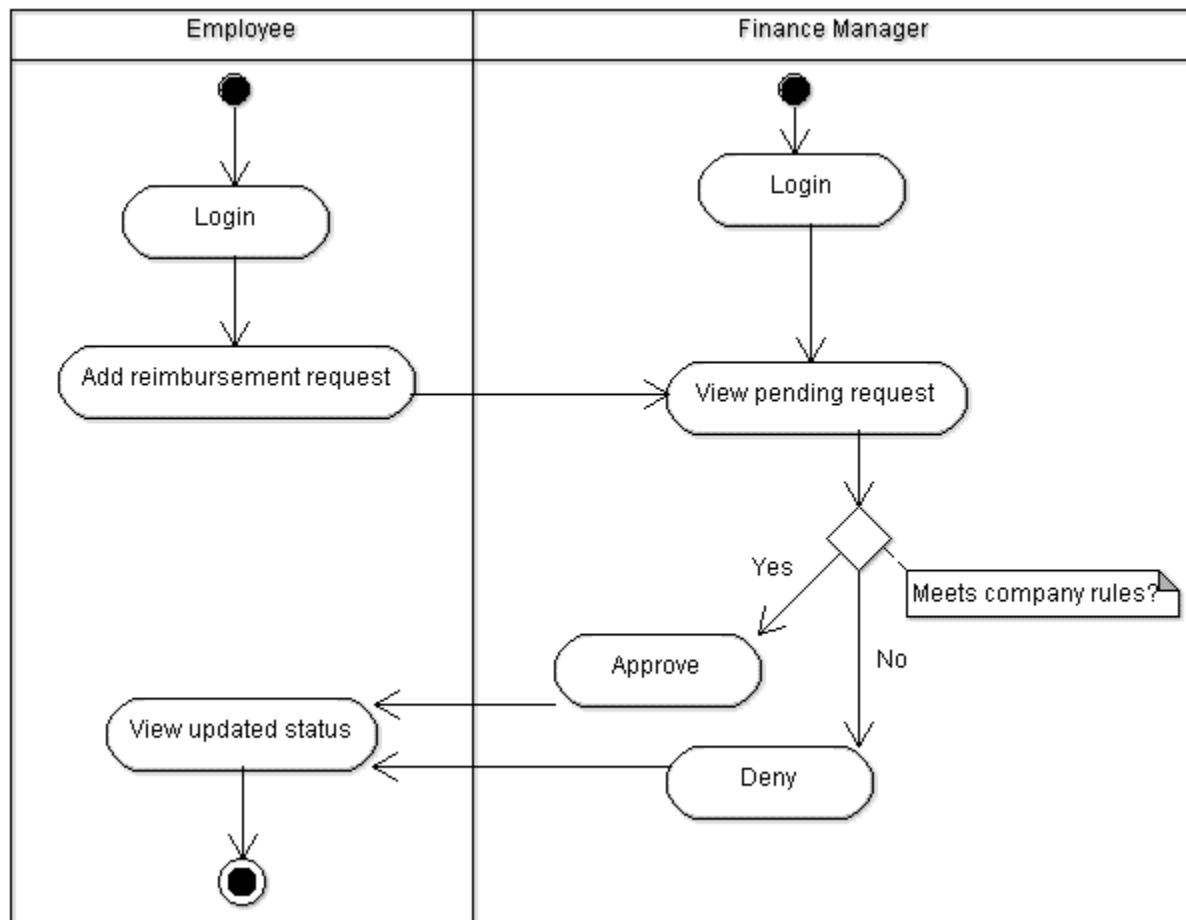 Employee
Finance Manager
Login
Login
Add reimbursement request
View pending request
Yes
Meets company rules?
No
Approve
View updated status
Deny